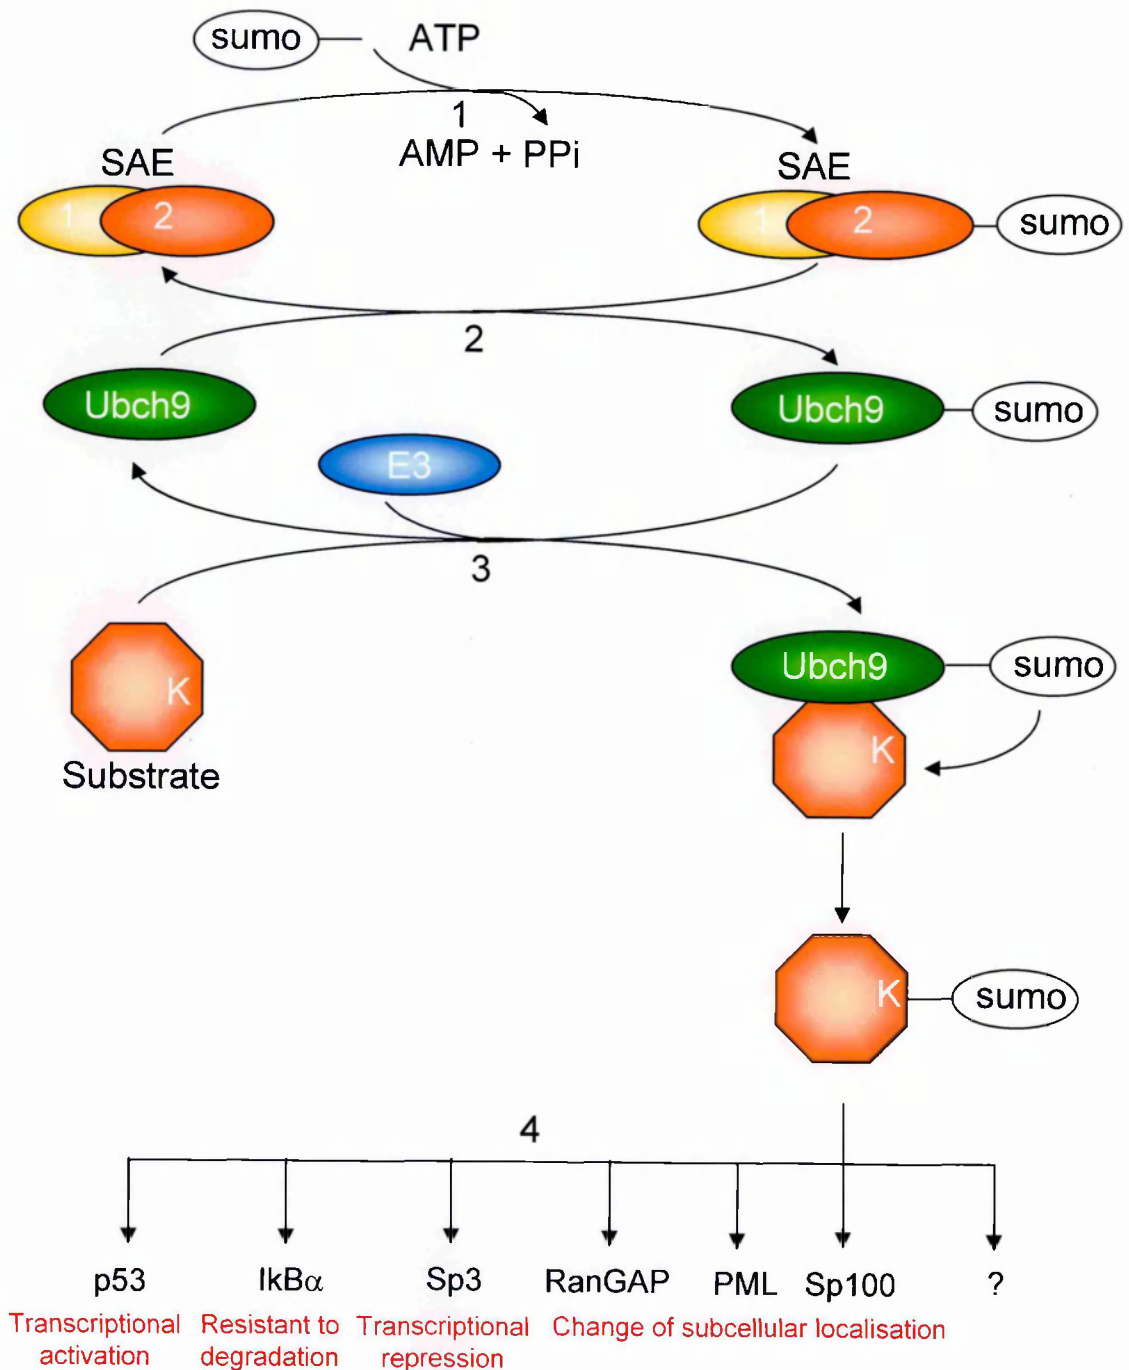 sumo ATP
1
AMP + PPi
SAE SAE
1 2 1 2 sumo
2
Ubch9 Ubch9 sumo
E3
3
Ubch9 sumo
K K
Substrate
K sumo
4
p53 IkBα Sp3 RanGAP PML Sp100 ?
Transcriptional Resistant to Transcriptional Change of subcellular localisation
activation degradation repression